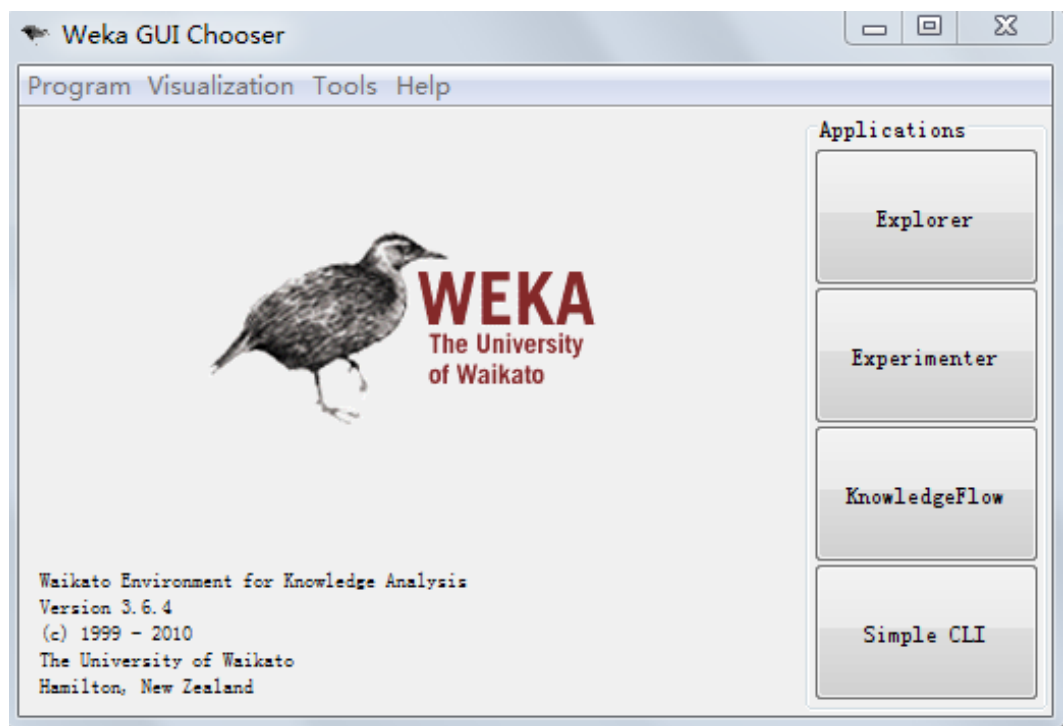 Weka GUI Chooser
Program Visualization Tools Help
Applications
Explorer
Experimenter
KnowledgeFlow
Simple CLI
WEKA
The University
of Waikato
Waikato Environment for Knowledge Analysis
Version 3.6.4
(c) 1999 - 2010
The University of Waikato
Hamilton, New Zealand